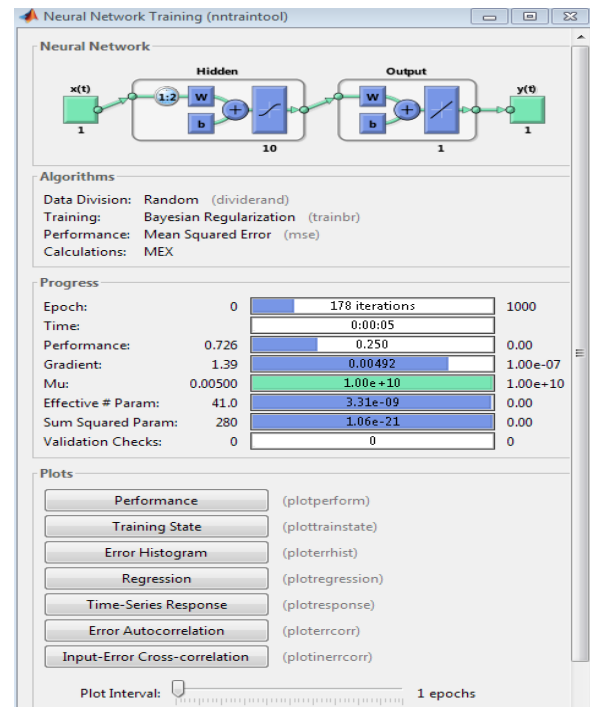 Neural Network Training (nntraintool)
Neural Network
Hidden
Output
x(t)
1:2
W
b
W
b
y(t)
1
10
1
1
Algorithms
Data Division: Random (dividerand)
Training: Bayesian Regularization (trainbr)
Performance: Mean Squared Error (mse)
Calculations: MEX
Progress
Epoch: 0 178 iterations 1000
Time: 0:00:05
Performance: 0.726 0.250 0.00
Gradient: 1.39 0.00492 1.00e-07
Mu: 0.00500 1.00e+10 1.00e+10
Effective # Param: 41.0 3.31e-09 0.00
Sum Squared Param: 280 1.06e-21 0.00
Validation Checks: 0 0 0
Plots
Performance (plotperform)
Training State (plottrainstate)
Error Histogram (ploterrhist)
Regression (plotregression)
Time-Series Response (plotresponse)
Error Autocorrelation (ploterrcorr)
Input-Error Cross-correlation (plotinerrcorr)
Plot Interval: 1 epochs